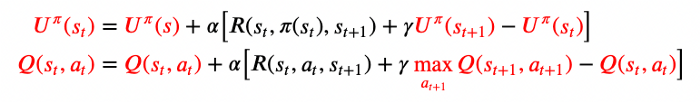 U^π(s_t) = U^π(s) + α[R(s_t, π(s_t), s_{t+1}) + γU^π(s_{t+1}) − U^π(s_t)]
Q(s_t, a_t) = Q(s_t, a_t) + α[R(s_t, a_t, s_{t+1}) + γ max_{a_{t+1}} Q(s_{t+1}, a_{t+1}) − Q(s_t, a_t)]